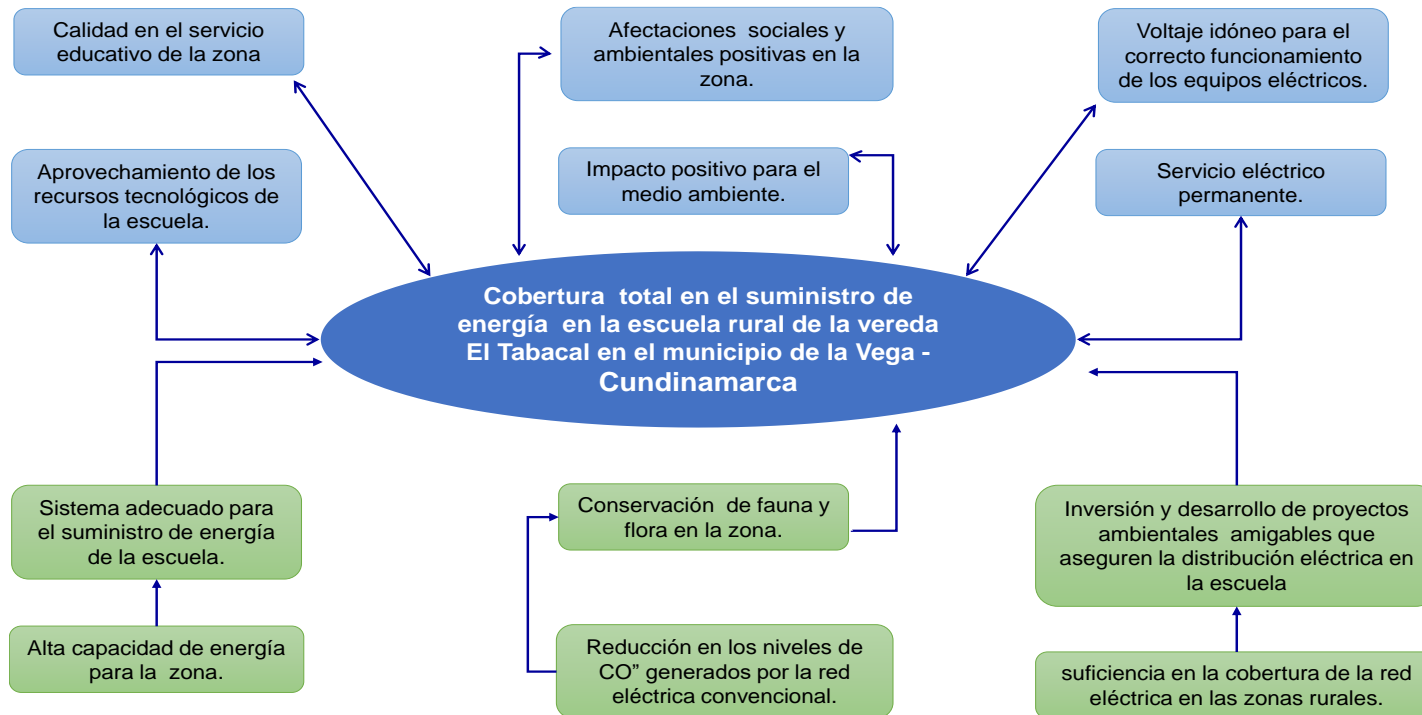 Calidad en el servicio
educativo de la zona
Afectaciones sociales y
ambientales positivas en la
zona.
Voltaje idóneo para el
correcto funcionamiento
de los equipos eléctricos.
Aprovechamiento de los
recursos tecnológicos de
la escuela.
Impacto positivo para el
medio ambiente.
Servicio eléctrico
permanente.
Cobertura total en el suministro de
energía en la escuela rural de la vereda
El Tabacal en el municipio de la Vega -
Cundinamarca
Sistema adecuado para
el suministro de energía
de la escuela.
Conservación de fauna y
flora en la zona.
Inversión y desarrollo de proyectos
ambientales amigables que
aseguren la distribución eléctrica en
la escuela
Alta capacidad de energía
para la zona.
Reducción en los niveles de
CO” generados por la red
eléctrica convencional.
suficiencia en la cobertura de la red
eléctrica en las zonas rurales.